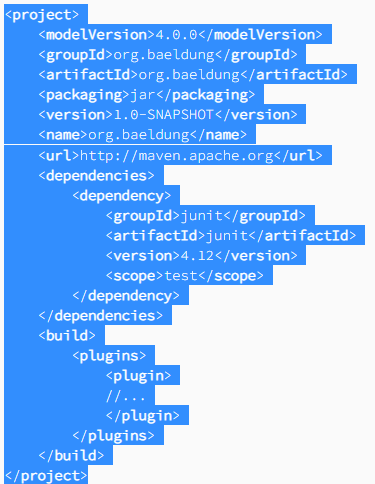 <project>
    <modelVersion>4.0.0</modelVersion>
    <groupId>org.baeldung</groupId>
    <artifactId>org.baeldung</artifactId>
    <packaging>jar</packaging>
    <version>1.0-SNAPSHOT</version>
    <name>org.baeldung</name>
    <url>http://maven.apache.org</url>
    <dependencies>
        <dependency>
            <groupId>junit</groupId>
            <artifactId>junit</artifactId>
            <version>4.12</version>
            <scope>test</scope>
        </dependency>
    </dependencies>
    <build>
        <plugins>
            <plugin>
            //...
            </plugin>
        </plugins>
    </build>
</project>